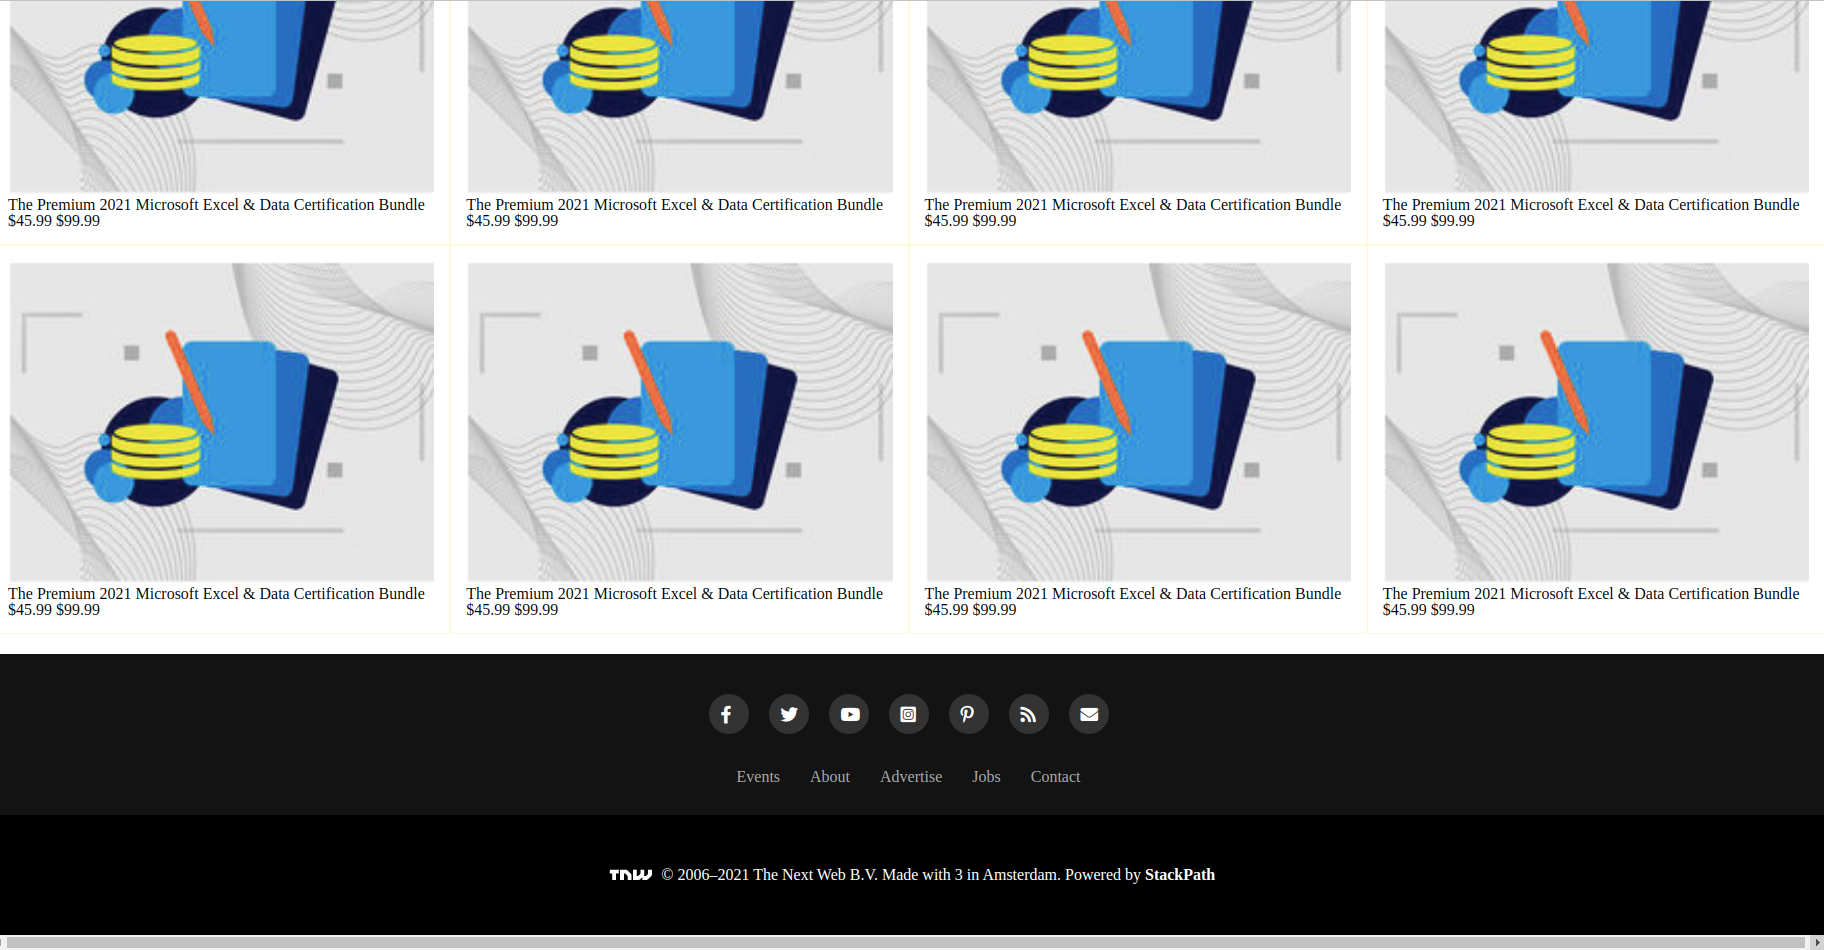 The Premium 2021 Microsoft Excel & Data Certification Bundle
$45.99 $99.99
The Premium 2021 Microsoft Excel & Data Certification Bundle
$45.99 $99.99
The Premium 2021 Microsoft Excel & Data Certification Bundle
$45.99 $99.99
The Premium 2021 Microsoft Excel & Data Certification Bundle
$45.99 $99.99
The Premium 2021 Microsoft Excel & Data Certification Bundle
$45.99 $99.99
The Premium 2021 Microsoft Excel & Data Certification Bundle
$45.99 $99.99
The Premium 2021 Microsoft Excel & Data Certification Bundle
$45.99 $99.99
The Premium 2021 Microsoft Excel & Data Certification Bundle
$45.99 $99.99
Events About Advertise Jobs Contact
TNW © 2006–2021 The Next Web B.V. Made with 3 in Amsterdam. Powered by StackPath